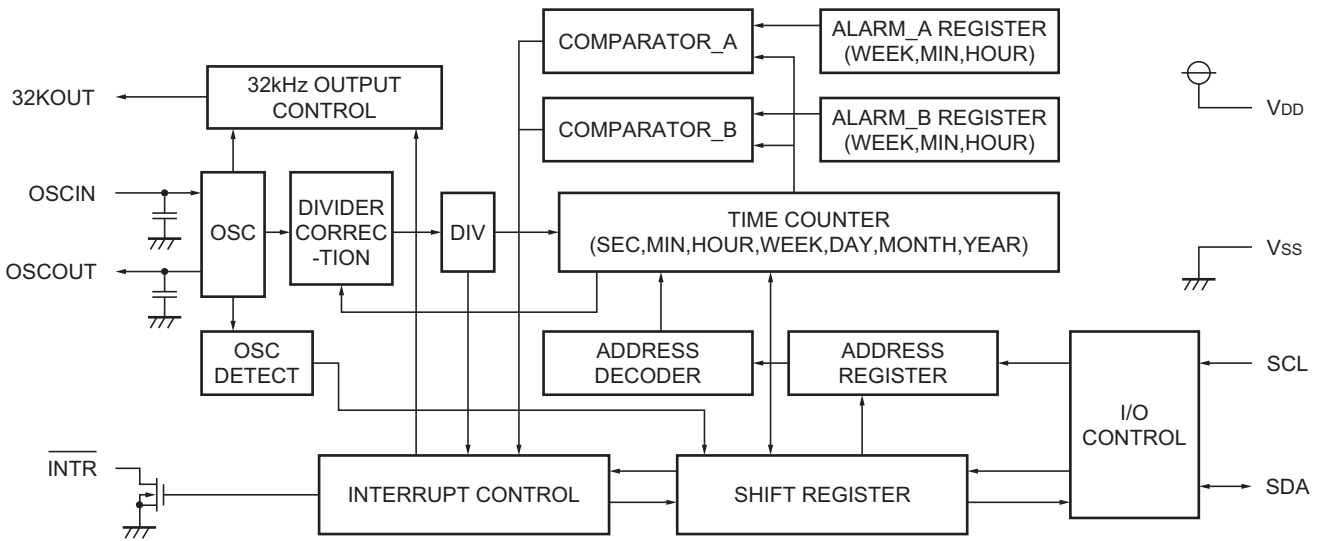 COMPARATOR_A
ALARM_A REGISTER
(WEEK,MIN,HOUR)
32KOUT
32kHz OUTPUT
CONTROL
COMPARATOR_B
ALARM_B REGISTER
(WEEK,MIN,HOUR)
VDD
OSCIN
OSCOUT
OSC
DIVIDER
CORREC
-TION
DIV
TIME COUNTER
(SEC,MIN,HOUR,WEEK,DAY,MONTH,YEAR)
VSS
OSC
DETECT
ADDRESS
DECODER
ADDRESS
REGISTER
I/O
CONTROL
SCL
INTR
INTERRUPT CONTROL
SHIFT REGISTER
SDA